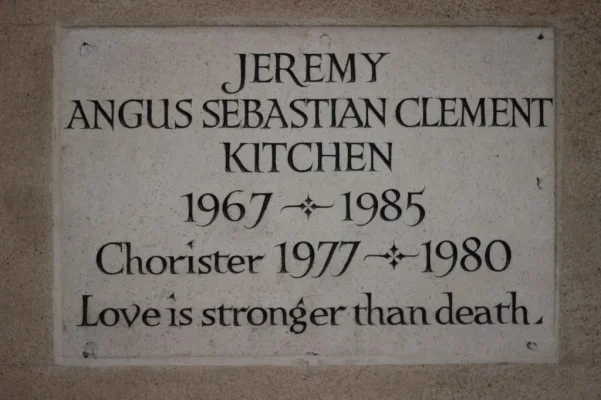 JEREMY
ANGUS SEBASTIAN CLEMENT
KITCHEN
1967 - 1985
Chorister 1977 - 1980
Love is stronger than death.